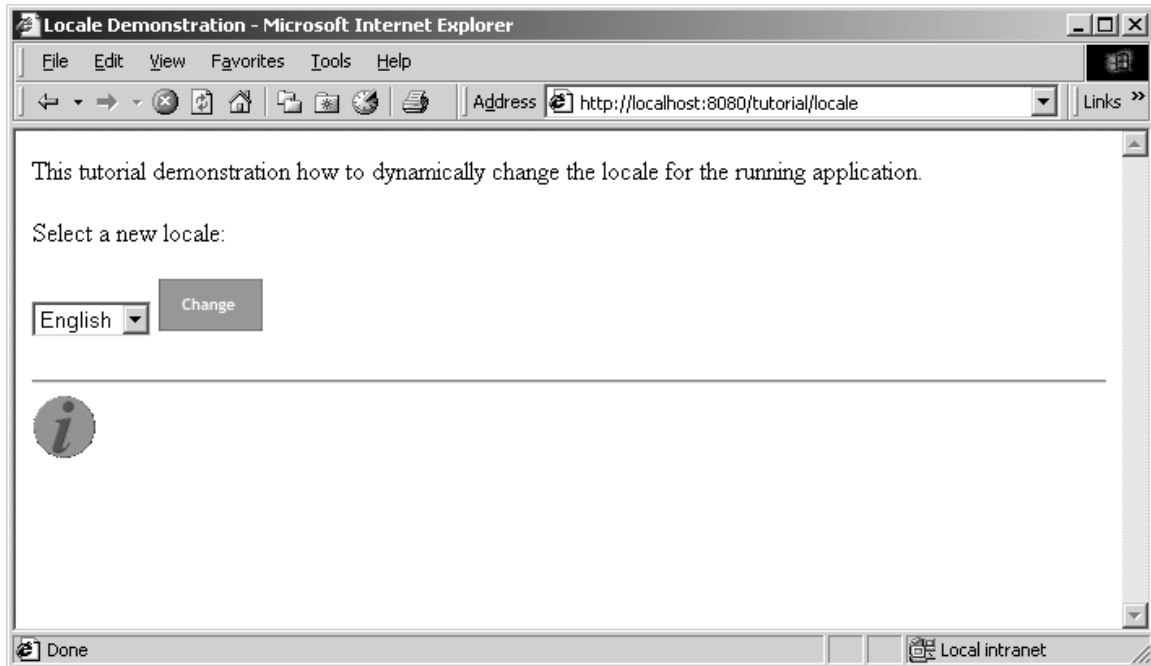 Locale Demonstration - Microsoft Internet Explorer
File Edit View Favorites Tools Help
Address http://localhost:8080/tutorial/locale Links »
This tutorial demonstration how to dynamically change the locale for the running application.
Select a new locale:
English Change
i
Done Local intranet